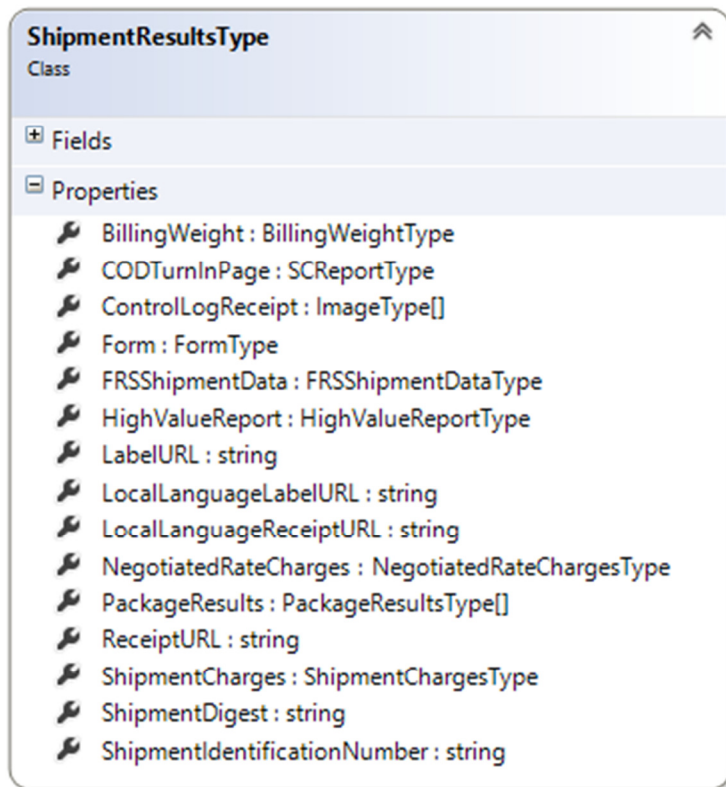 ShipmentResultsType
Class
Fields
Properties
BillingWeight : BillingWeightType
CODTurnInPage : SCReportType
ControlLogReceipt : ImageType[]
Form : FormType
FRSShipmentData : FRSShipmentDataType
HighValueReport : HighValueReportType
LabelURL : string
LocalLanguageLabelURL : string
LocalLanguageReceiptURL : string
NegotiatedRateCharges : NegotiatedRateChargesType
PackageResults : PackageResultsType[]
ReceiptURL : string
ShipmentCharges : ShipmentChargesType
ShipmentDigest : string
ShipmentIdentificationNumber : string